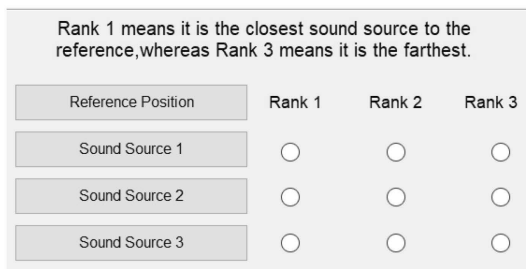 Rank 1 means it is the closest sound source to the
reference,whereas Rank 3 means it is the farthest.
Reference Position Rank 1 Rank 2 Rank 3
Sound Source 1
Sound Source 2
Sound Source 3